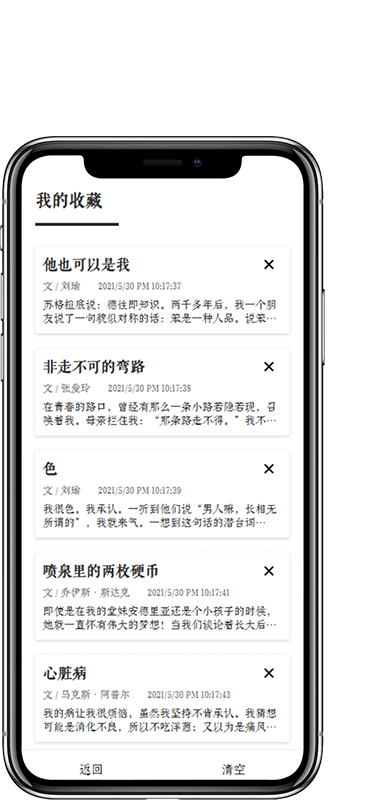 我的收藏
他也可以是我
×
文 / 刘瑜 2021/5/30 PM 10:17:37
苏格拉底说：德性即知识。两千多年后，我一个朋
友说了一句貌似对称的话：笨是一种人品。说笨…
非走不可的弯路
×
文 / 张爱玲 2021/5/30 PM 10:17:38
在青春的路口，曾经有那么一条小路若隐若现，召
唤着我。母亲拦住我：“那条路走不得。”我不…
色
×
文 / 刘瑜 2021/5/30 PM 10:17:39
我很色。我承认。一听到他们说“男人嘛，长相无
所谓的”，我就来气。一想到这句话的潜台词…
喷泉里的两枚硬币
×
文 / 乔伊斯 · 斯达克 2021/5/30 PM 10:17:41
即使是在我的堂妹安德里亚还是个小孩子的时候，
她就一直怀有伟大的梦想！当我们谈论着长大后…
心脏病
×
文 / 马克斯 · 阿普尔 2021/5/30 PM 10:17:43
我的病让我很烦恼，虽然我坚持不肯承认。我猜想
可能是消化不良，所以不吃洋葱；又以为是痛风…
返回 清空